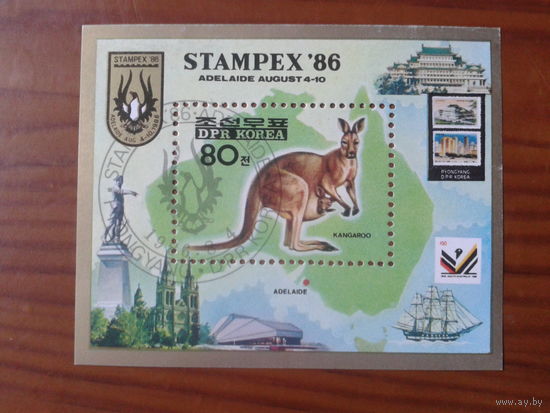 STAMPEX '86
ADELAIDE AUGUST 4-10
STAMPEX '86
조선우표
DPR KOREA
80전
KANGAROO
PYONGYANG
DPR KOREA
ADELAIDE
www.ay.by